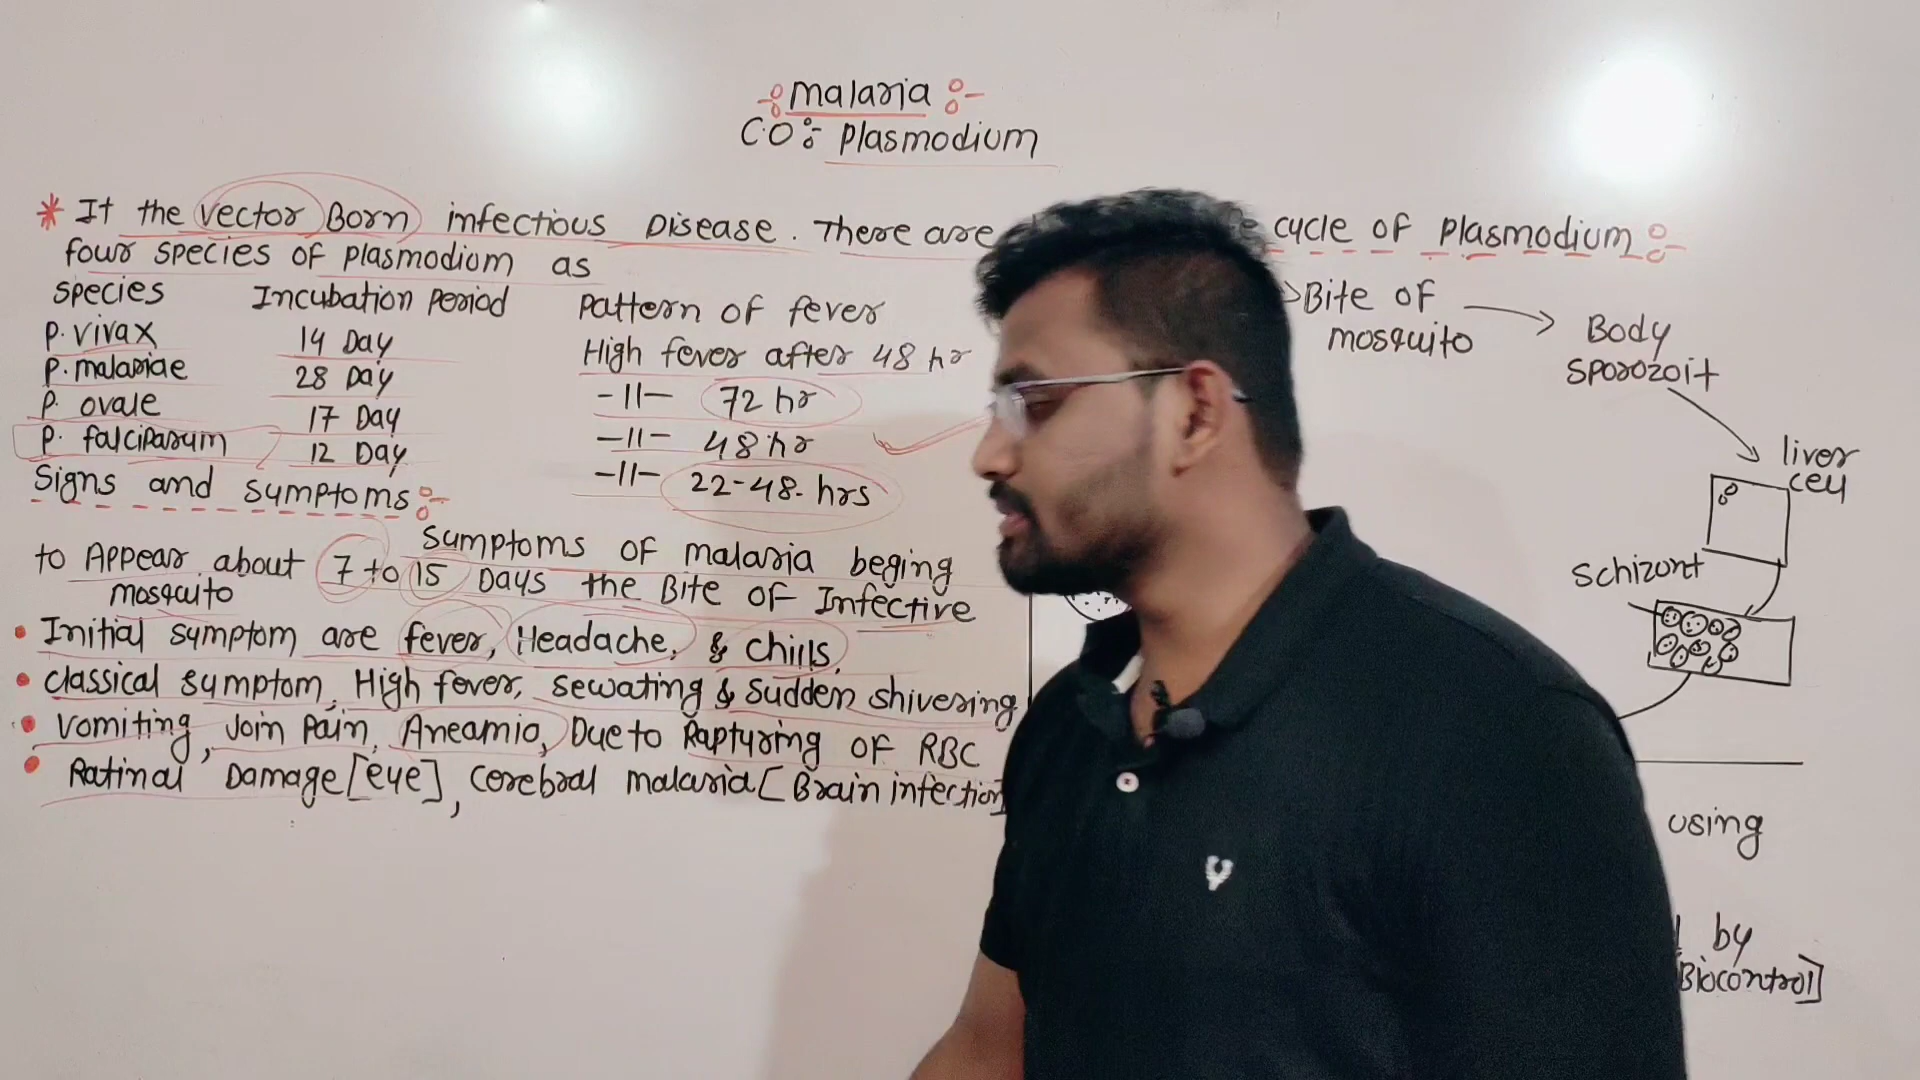 malaria :-
C.O :- plasmodium
* It the vector Born infectious Disease. There are
four species of plasmodium as
species Incubation period pattern of fever
p. vivax 14 Day High fever after 48 hr
p. malariae 28 Day -11- 72 hr
p. ovale 17 Day -11- 48 hr
p. falciparum 12 Day -11- 22-48- hrs
Signs and symptoms :-
Symptoms of malaria beging
to Appear about 7 to 15 Days the Bite of Infective
mosquito
• Initial symptom are fever, Headache, & chills,
• classical symptom, High fever, sewating & sudden shivering
• vomiting, Join pain, Aneamio, Due to Rapturing of RBC
• Ratinal Damage [eye], cerebral malaria [Brain infection]
cycle of plasmodium :-
Bite of
mosquito
Body
sporozoit
liver
cell
schizont
using
by
Biocontrol]